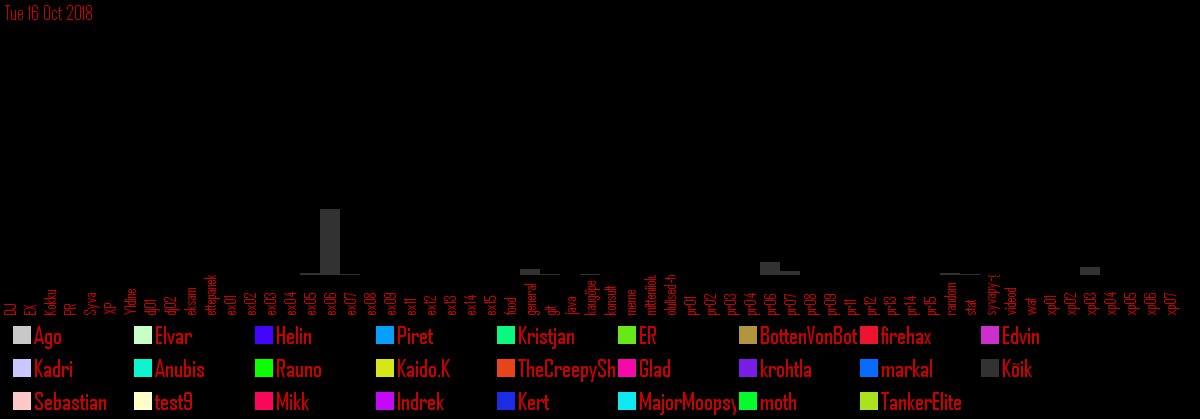 Tue 16 Oct 2018
DJ EX Kokku PR Syva XP Yldine dj01 dj02 eksam ettepanek ex01 ex02 ex03 ex04 ex05 ex06 ex07 ex08 ex09 ex11 ex12 ex13 ex14 ex15 food general git java kaugõpe konsult meme mitteriiol. olulised-t pr01 pr02 pr03 pr04 pr06 pr07 pr08 pr09 pr11 pr12 pr13 pr14 pr15 random stat videod wat xp01 xp02 xp03 xp04 xp05 xp06 xp07
Ago Elvar Helin Piret Kristjan ER BottenVonBot firehax Edvin
Kadri Anubis Rauno Kaido.K TheCreepySh Glad krohtla markal Kõik
Sebastian test9 Mikk Indrek Kert MajorMoopsy moth TankerElite